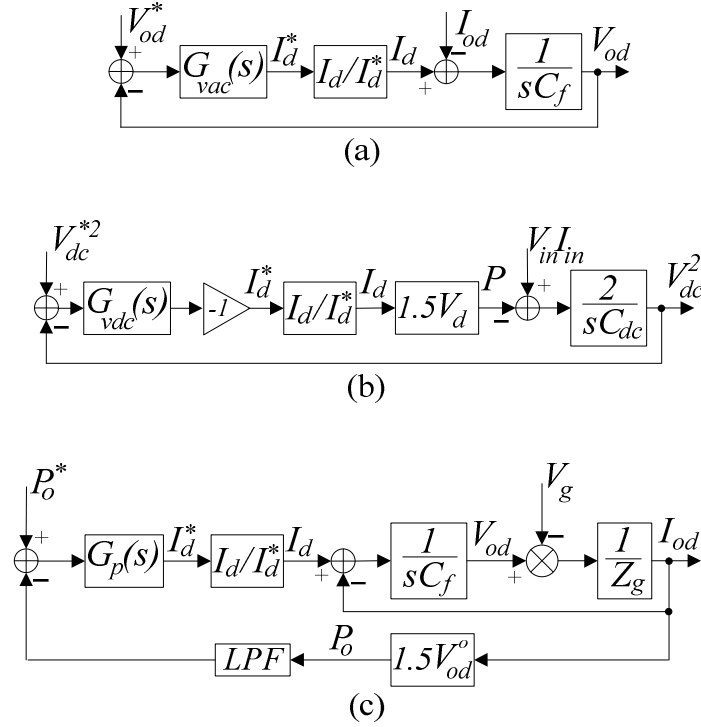 V*od
I*d Id Iod Vod
+ − Gvac(s) Id/I*d + − 1/sCf
(a)
V*2dc
I*d Id P VinIin V2dc
+ − Gvdc(s) -1 Id/I*d 1.5Vd − + 2/sCdc
(b)
Po*
I*d Id Vod Vg Iod
+ − Gp(s) Id/I*d + − 1/sCf + − 1/Zg
LPF Po 1.5Vood
(c)